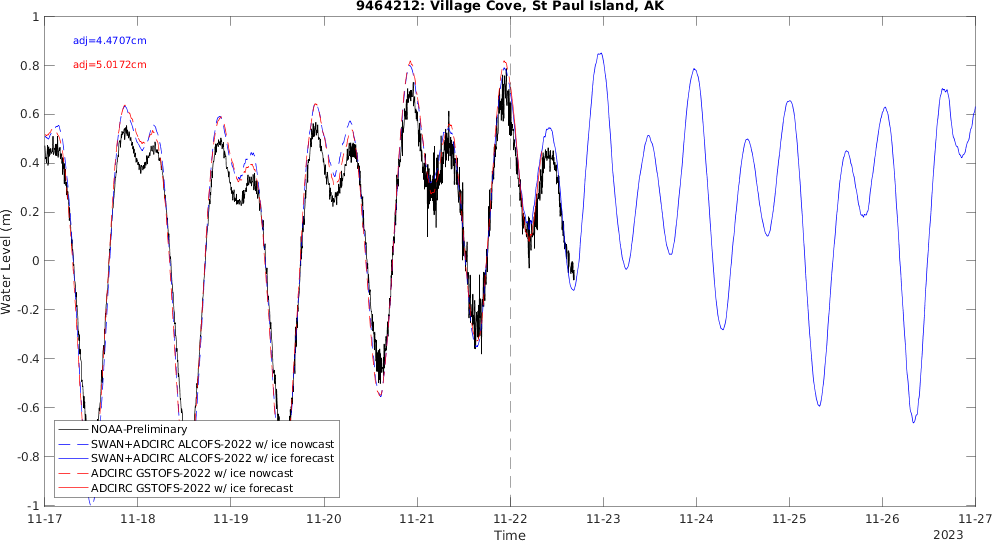 9464212: Village Cove, St Paul Island, AK
adj=4.4707cm
adj=5.0172cm
Water Level (m)
1
0.8
0.6
0.4
0.2
0
-0.2
-0.4
-0.6
-0.8
-1
NOAA-Preliminary
SWAN+ADCIRC ALCOFS-2022 w/ ice nowcast
SWAN+ADCIRC ALCOFS-2022 w/ ice forecast
ADCIRC GSTOFS-2022 w/ ice nowcast
ADCIRC GSTOFS-2022 w/ ice forecast
11-17 11-18 11-19 11-20 11-21 11-22 11-23 11-24 11-25 11-26 11-27
Time
2023